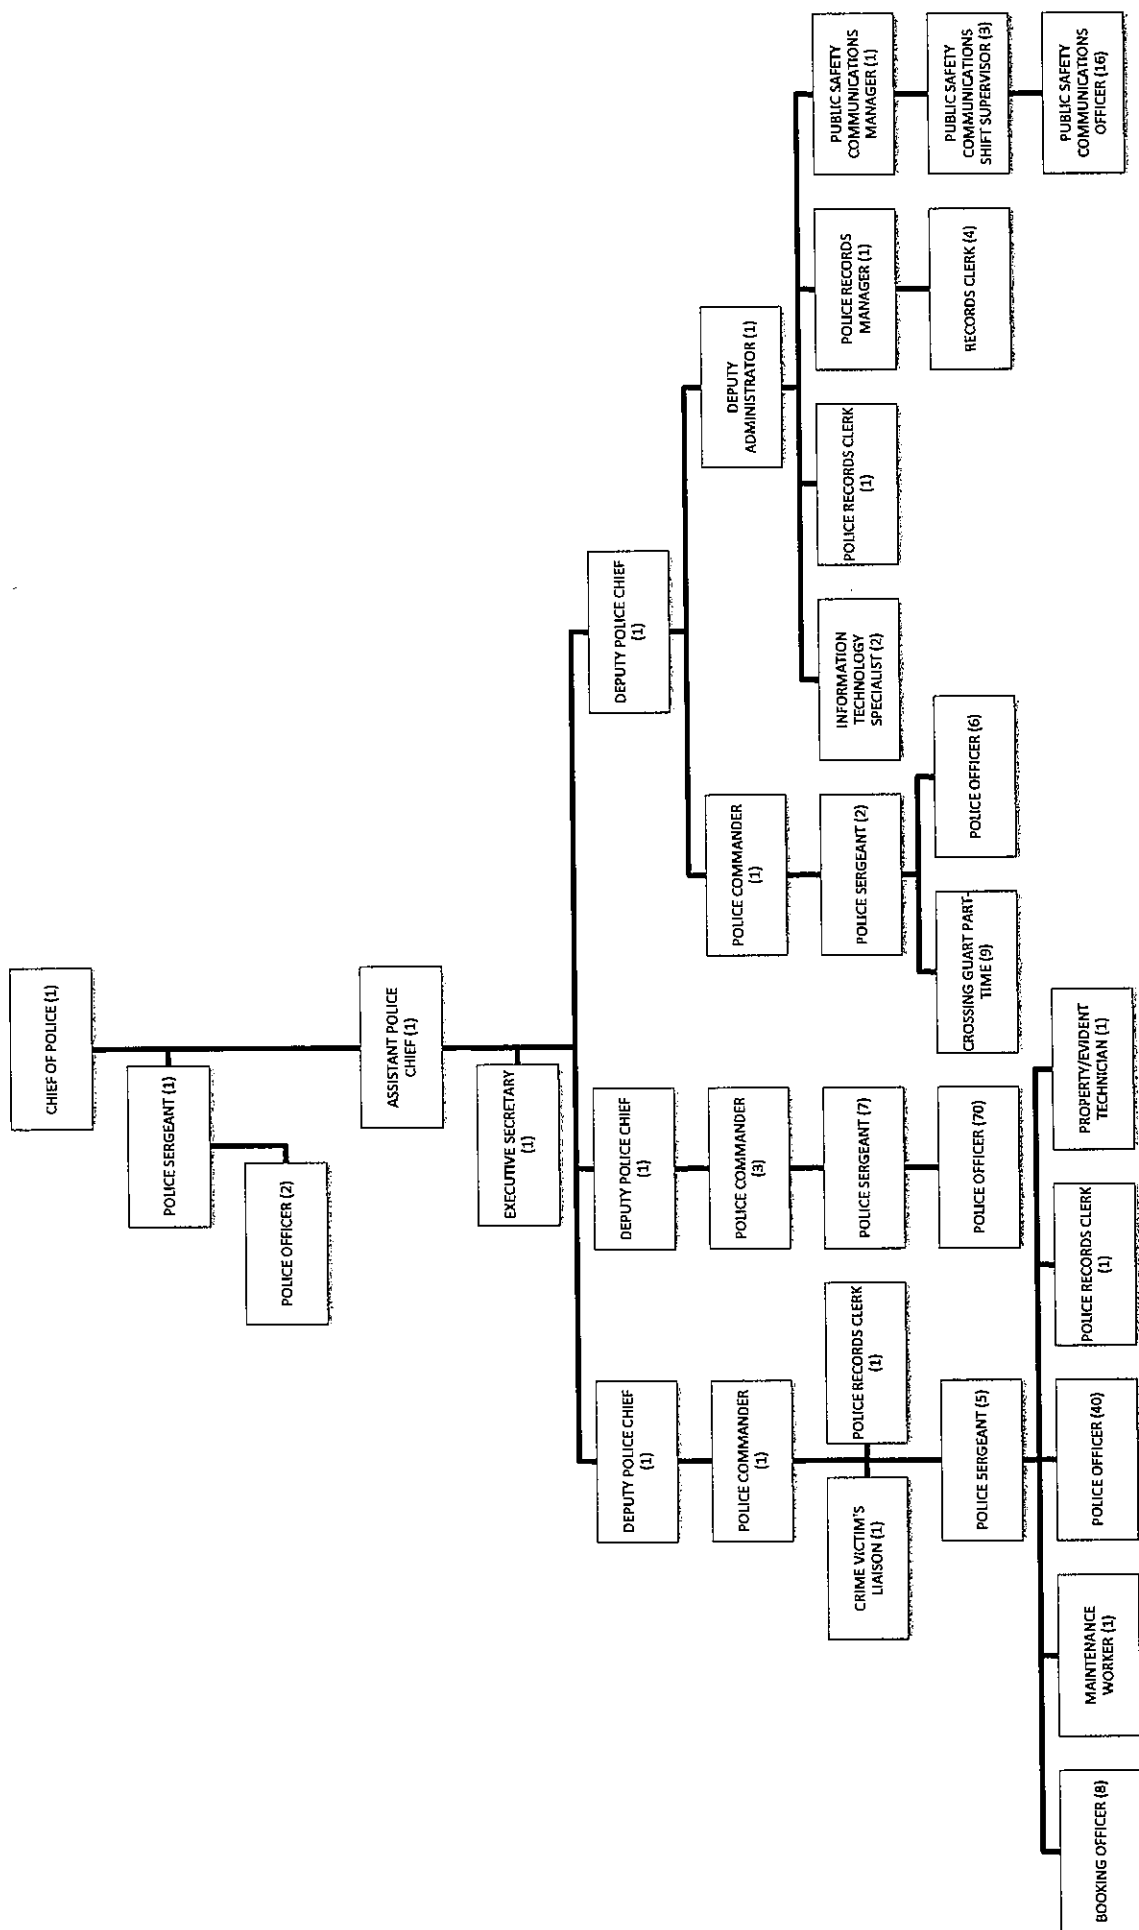 CHIEF OF POLICE (1)
POLICE SERGEANT (1)
POLICE OFFICER (2)
ASSISTANT POLICE
CHIEF (1)
EXECUTIVE SECRETARY
(1)
DEPUTY POLICE CHIEF
(1)
POLICE COMMANDER
(1)
CRIME VICTIM'S
LIAISON (1)
POLICE RECORDS CLERK
(1)
POLICE SERGEANT (5)
BOOKING OFFICER (8)
MAINTENANCE
WORKER (1)
POLICE OFFICER (40)
POLICE RECORDS CLERK
(1)
PROPERTY/EVIDENT
TECHNICIAN (1)
DEPUTY POLICE CHIEF
(1)
POLICE COMMANDER
(3)
POLICE SERGEANT (7)
POLICE OFFICER (70)
DEPUTY POLICE CHIEF
(1)
POLICE COMMANDER
(1)
POLICE SERGEANT (2)
CROSSING GUART PART-
TIME (9)
POLICE OFFICER (6)
DEPUTY
ADMINISTRATOR (1)
INFORMATION
TECHNOLOGY
SPECIALIST (2)
POLICE RECORDS CLERK
(1)
POLICE RECORDS
MANAGER (1)
RECORDS CLERK (4)
PUBLIC SAFETY
COMMUNICATIONS
MANAGER (1)
PUBLIC SAFETY
COMMUNICATIONS
SHIFT SUPERVISOR (3)
PUBLIC SAFETY
COMMUNICATIONS
OFFICER (16)